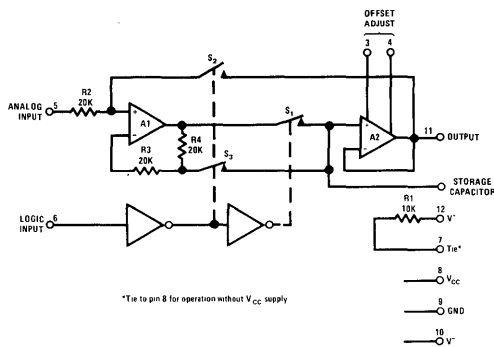 OFFSET
ADJUST
3 4
S2
ANALOG
INPUT
5
R2
20K
+
A1
-
S1
-
A2
+
11
OUTPUT
R3
20K
R4
20K
S3
STORAGE
CAPACITOR
LOGIC
INPUT
6
R1
10K
12
V-
7
Tie*
8
VCC
9
GND
10
V-
*Tie to pin 8 for operation without VCC supply